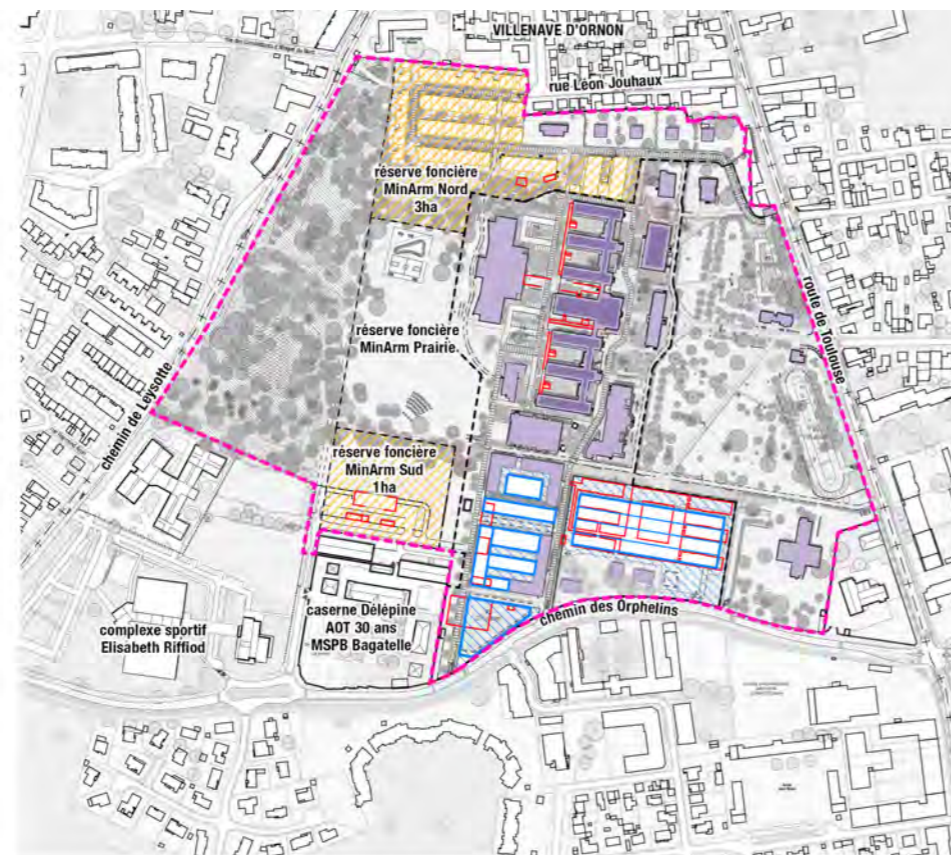 VILLENAVE D'ORNON
rue Léon Jouhaux
réserve foncière
MinArm Nord
3ha
réserve foncière
MinArm Prairie
route de Toulouse
chemin de Leysotte
réserve foncière
MinArm Sud
1ha
chemin des Orphelins
caserne Délépine
AOT 30 ans
MSPB Bagatelle
complexe sportif
Elisabeth Riffiod